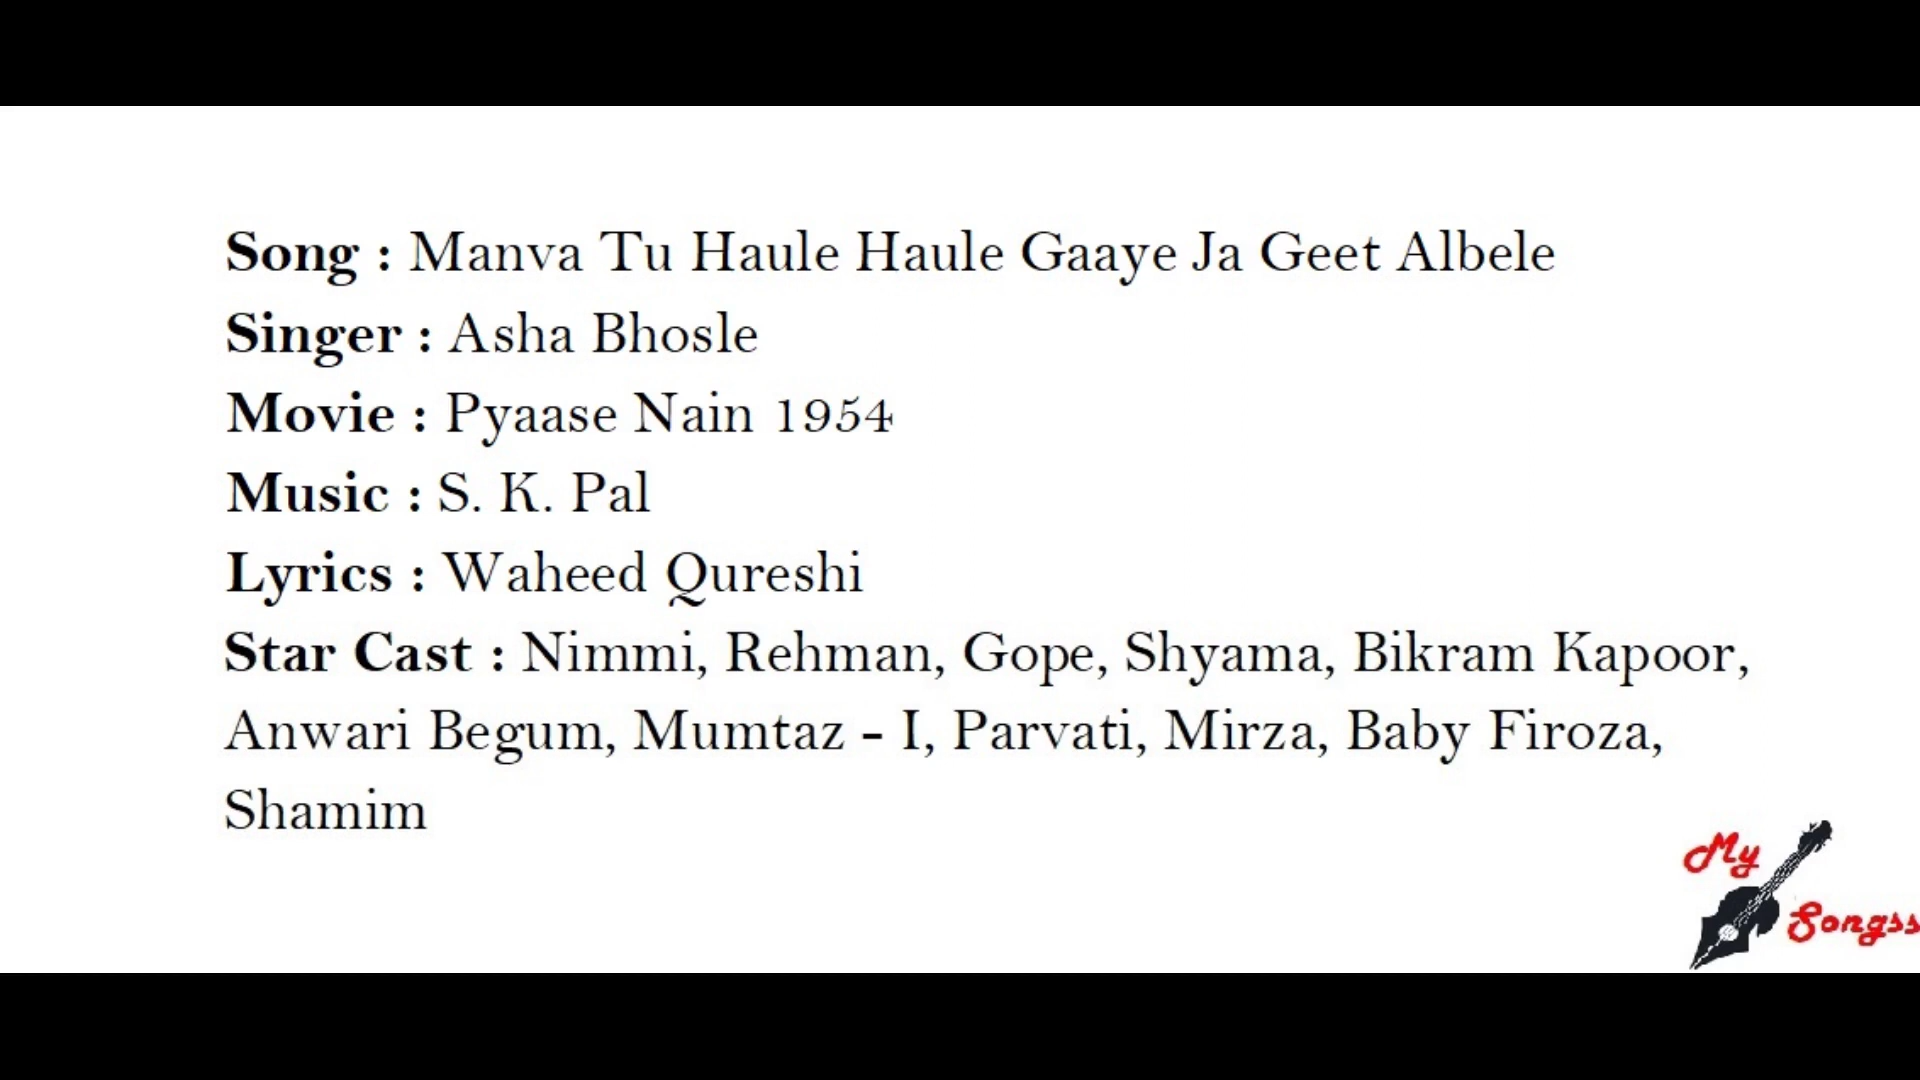 Song : Manva Tu Haule Haule Gaaye Ja Geet Albele
Singer : Asha Bhosle
Movie : Pyaase Nain 1954
Music : S. K. Pal
Lyrics : Waheed Qureshi
Star Cast : Nimmi, Rehman, Gope, Shyama, Bikram Kapoor,
Anwari Begum, Mumtaz - I, Parvati, Mirza, Baby Firoza,
Shamim
My
Songss